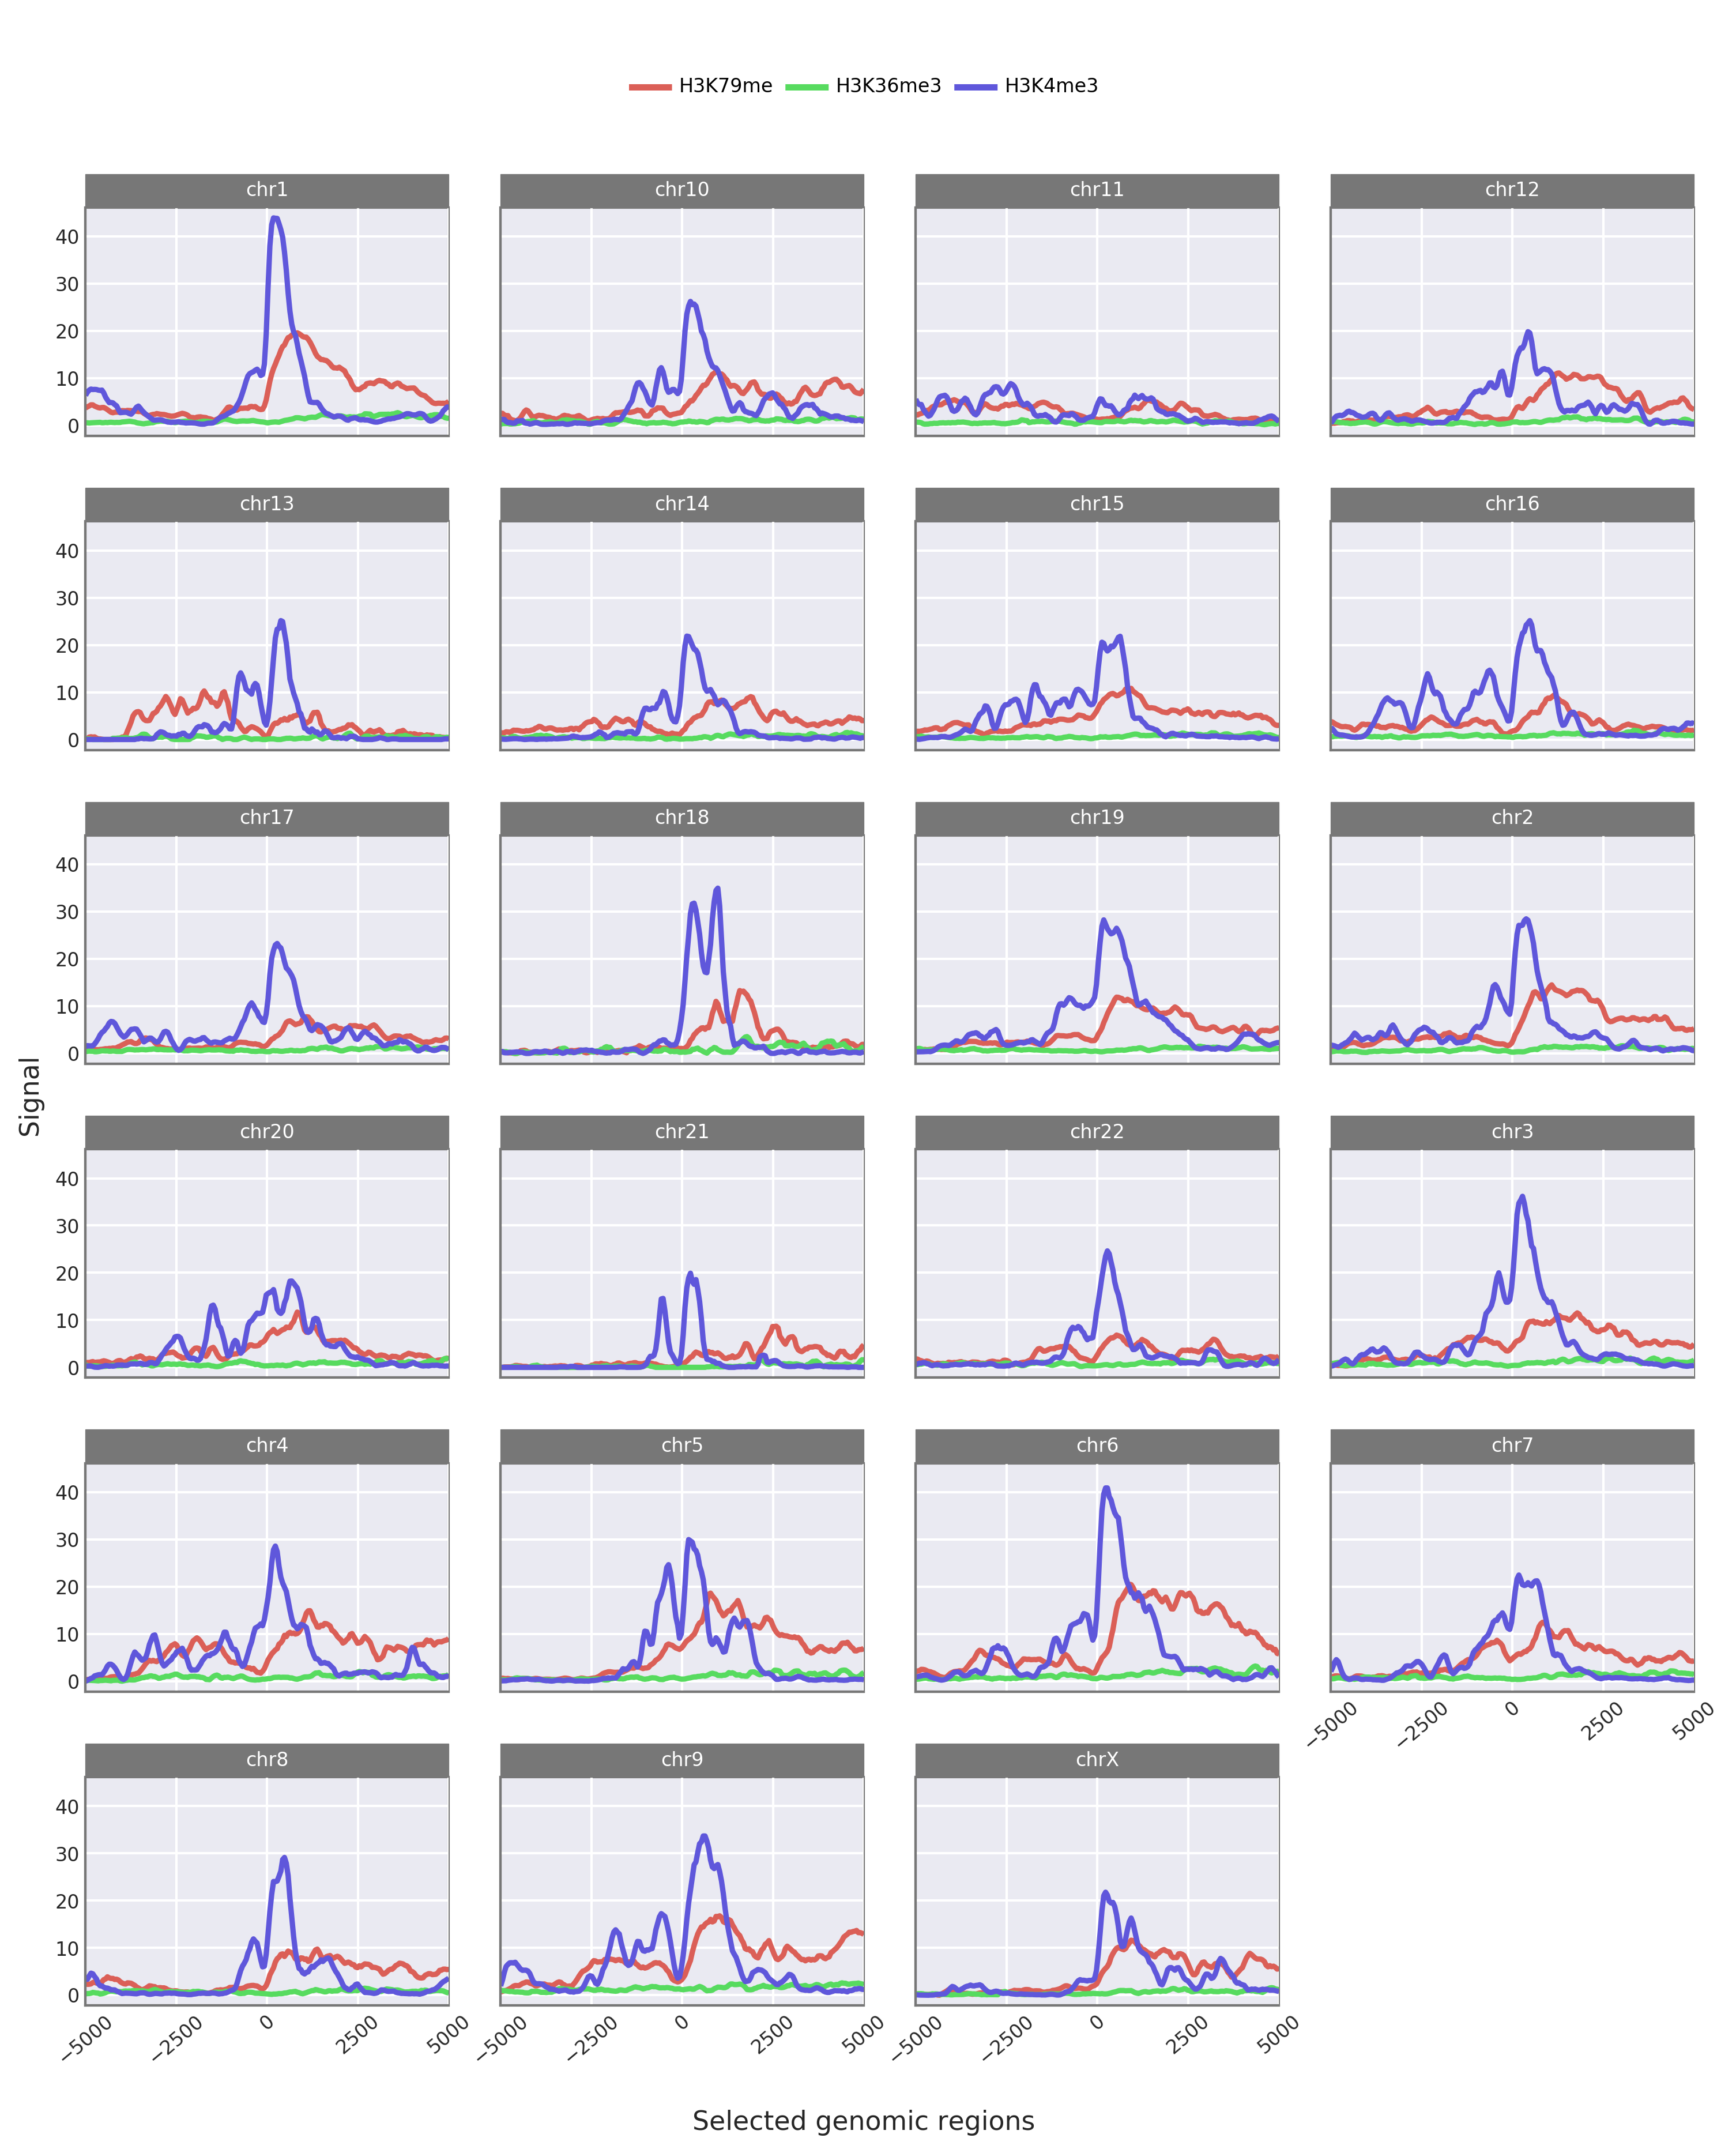 H3K79me H3K36me3 H3K4me3
chr1 chr10 chr11 chr12
40
30
20
10
0
chr13 chr14 chr15 chr16
40
30
20
10
0
chr17 chr18 chr19 chr2
40
30
20
10
0
Signal
chr20 chr21 chr22 chr3
40
30
20
10
0
chr4 chr5 chr6 chr7
40
30
20
10
0
−5000 −2500 0 2500 5000
chr8 chr9 chrX
40
30
20
10
0
−5000 −2500 0 2500 5000 −5000 −2500 0 2500 5000 −5000 −2500 0 2500 5000
Selected genomic regions